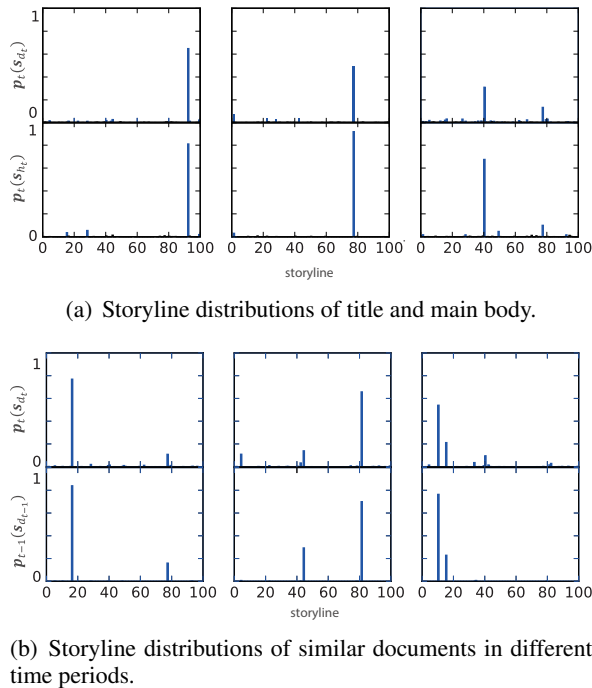 1
p_t(s_{d_t})
0
1
p_t(s_{h_t})
0
0 20 40 60 80 100 0 20 40 60 80 100 0 20 40 60 80 100
storyline
(a) Storyline distributions of title and main body.
1
p_t(s_{d_t})
0
1
p_{t-1}(s_{d_{t-1}})
0
0 20 40 60 80 100 0 20 40 60 80 100 0 20 40 60 80 100
storyline
(b) Storyline distributions of similar documents in different
time periods.